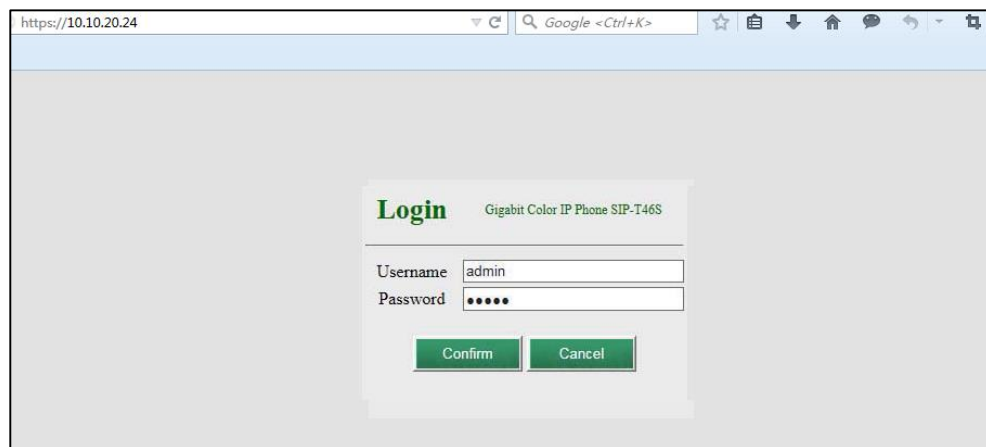 https://10.10.20.24 Google <Ctrl+K>
Login Gigabit Color IP Phone SIP-T46S
Username admin
Password •••••
Confirm Cancel